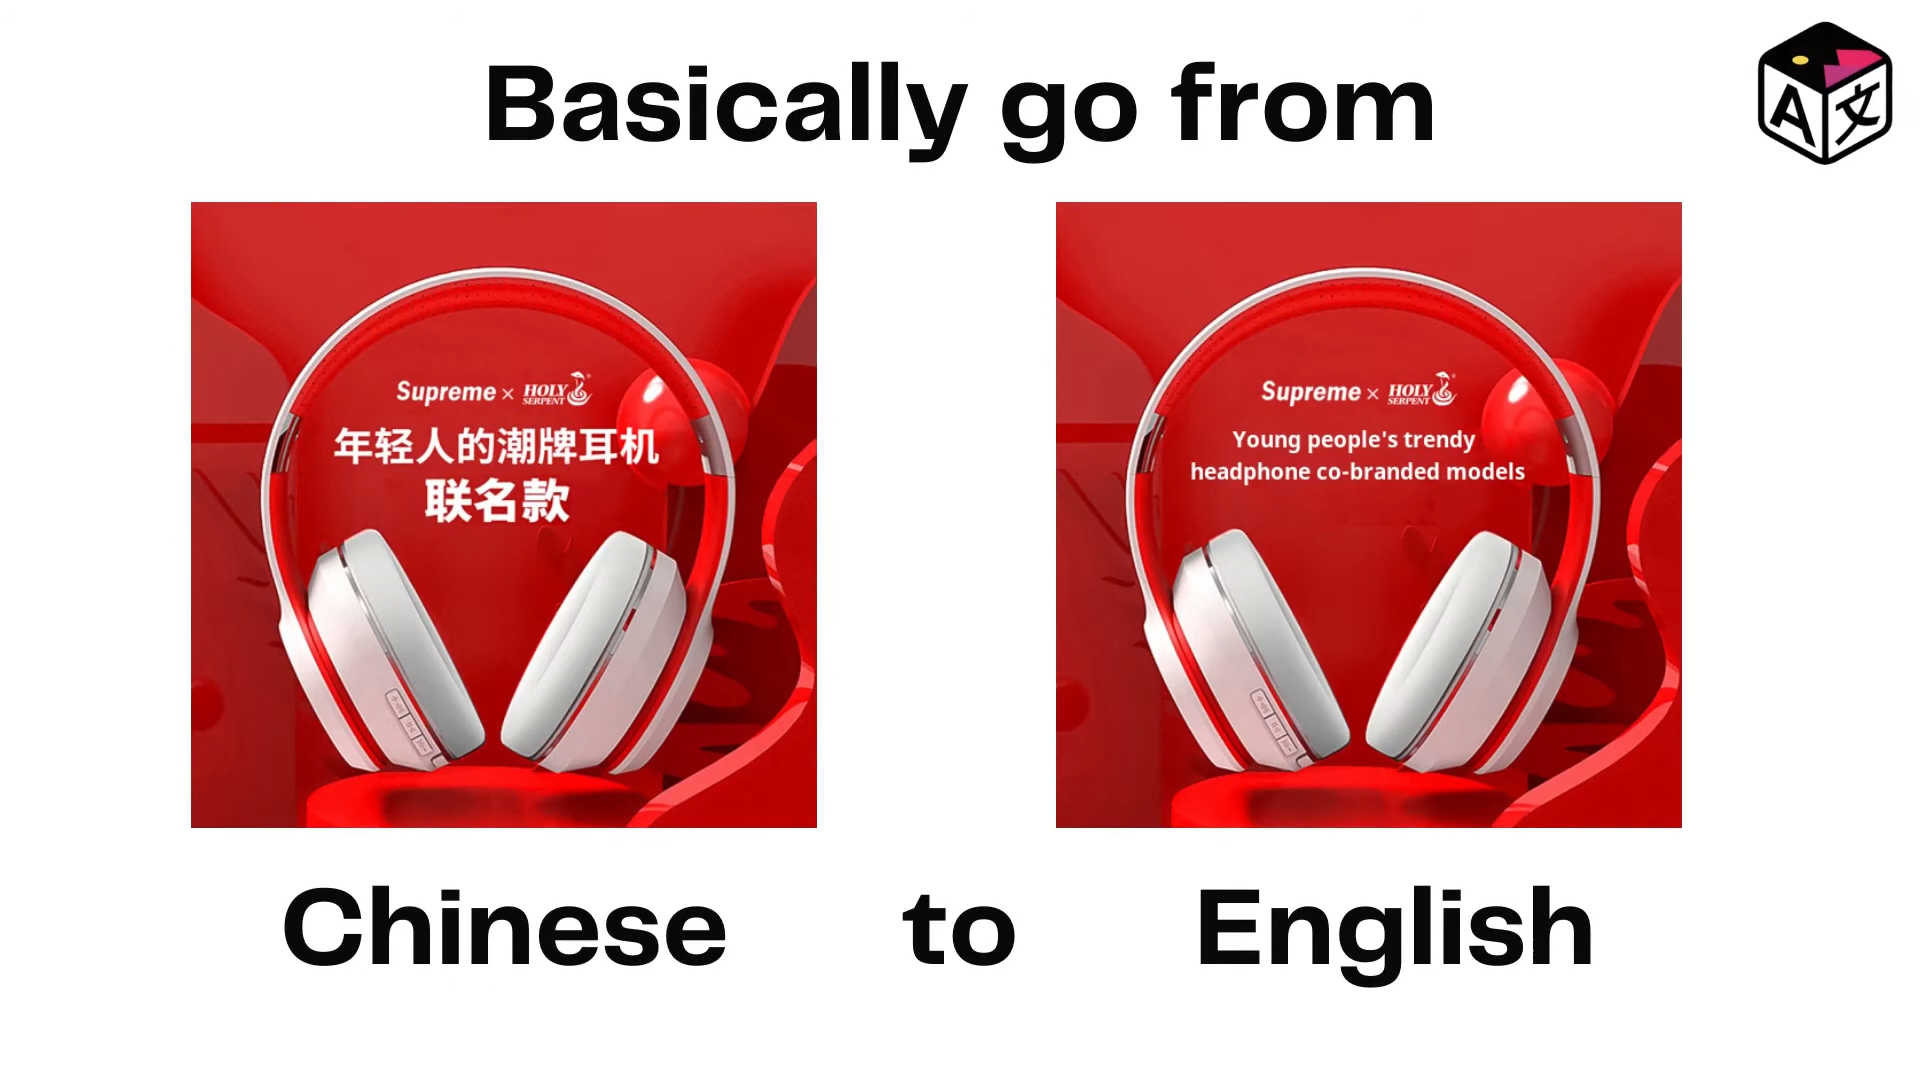 Basically go from
A文
Supreme × HOLY SERPENT®
年轻人的潮牌耳机
联名款
Supreme × HOLY SERPENT®
Young people's trendy
headphone co-branded models
Chinese to English